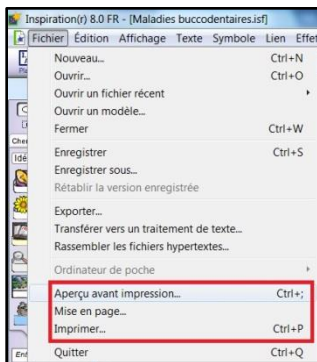 Inspiration(r) 8.0 FR - [Maladies buccodentaires.isf]
Fichier Édition Affichage Texte Symbole Lien Effet
Nouveau... Ctrl+N
Ouvrir... Ctrl+O
Ouvrir un fichier récent
Ouvrir un modèle...
Fermer Ctrl+W
Enregistrer Ctrl+S
Enregistrer sous...
Rétablir la version enregistrée
Exporter...
Transférer vers un traitement de texte...
Rassembler les fichiers hypertextes...
Ordinateur de poche
Aperçu avant impression... Ctrl+;
Mise en page...
Imprimer... Ctrl+P
Quitter Ctrl+Q